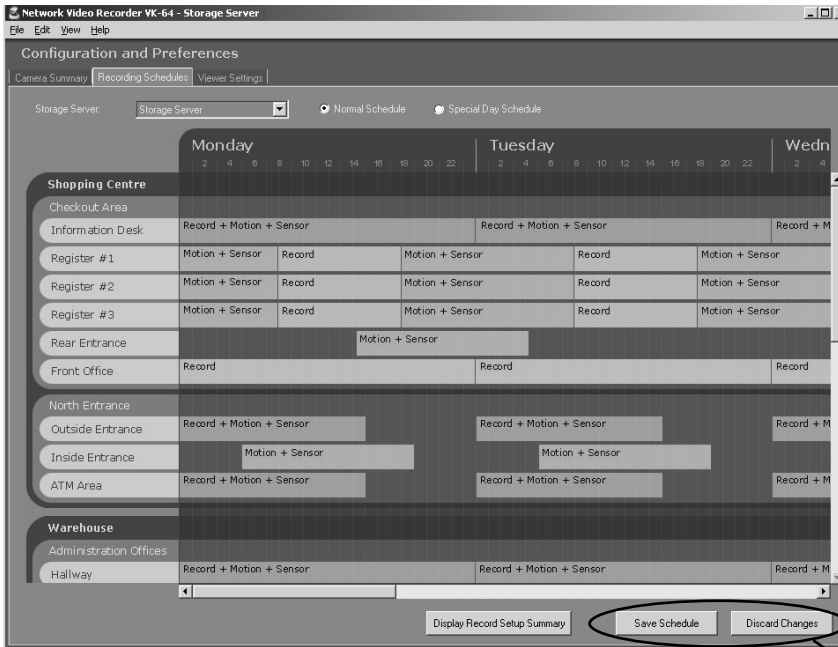 Network Video Recorder VK-64 - Storage Server
File Edit View Help
Configuration and Preferences
Camera Summary Recording Schedules Viewer Settings
Storage Server: Storage Server Normal Schedule Special Day Schedule
Monday Tuesday Wedn
2 4 6 8 10 12 14 16 18 20 22 2 4 6 8 10 12 14 16 18 20 22 2 4
Shopping Centre
Checkout Area
Information Desk Record + Motion + Sensor Record + Motion + Sensor Record + M
Register #1 Motion + Sensor Record Motion + Sensor Record Motion + Sensor
Register #2 Motion + Sensor Record Motion + Sensor Record Motion + Sensor
Register #3 Motion + Sensor Record Motion + Sensor Record Motion + Sensor
Rear Entrance Motion + Sensor
Front Office Record Record Record
North Entrance
Outside Entrance Record + Motion + Sensor Record + Motion + Sensor Record + M
Inside Entrance Motion + Sensor Motion + Sensor
ATM Area Record + Motion + Sensor Record + Motion + Sensor Record + M
Warehouse
Administration Offices
Hallway Record + Motion + Sensor Record + Motion + Sensor Record + M
Display Record Setup Summary Save Schedule Discard Changes